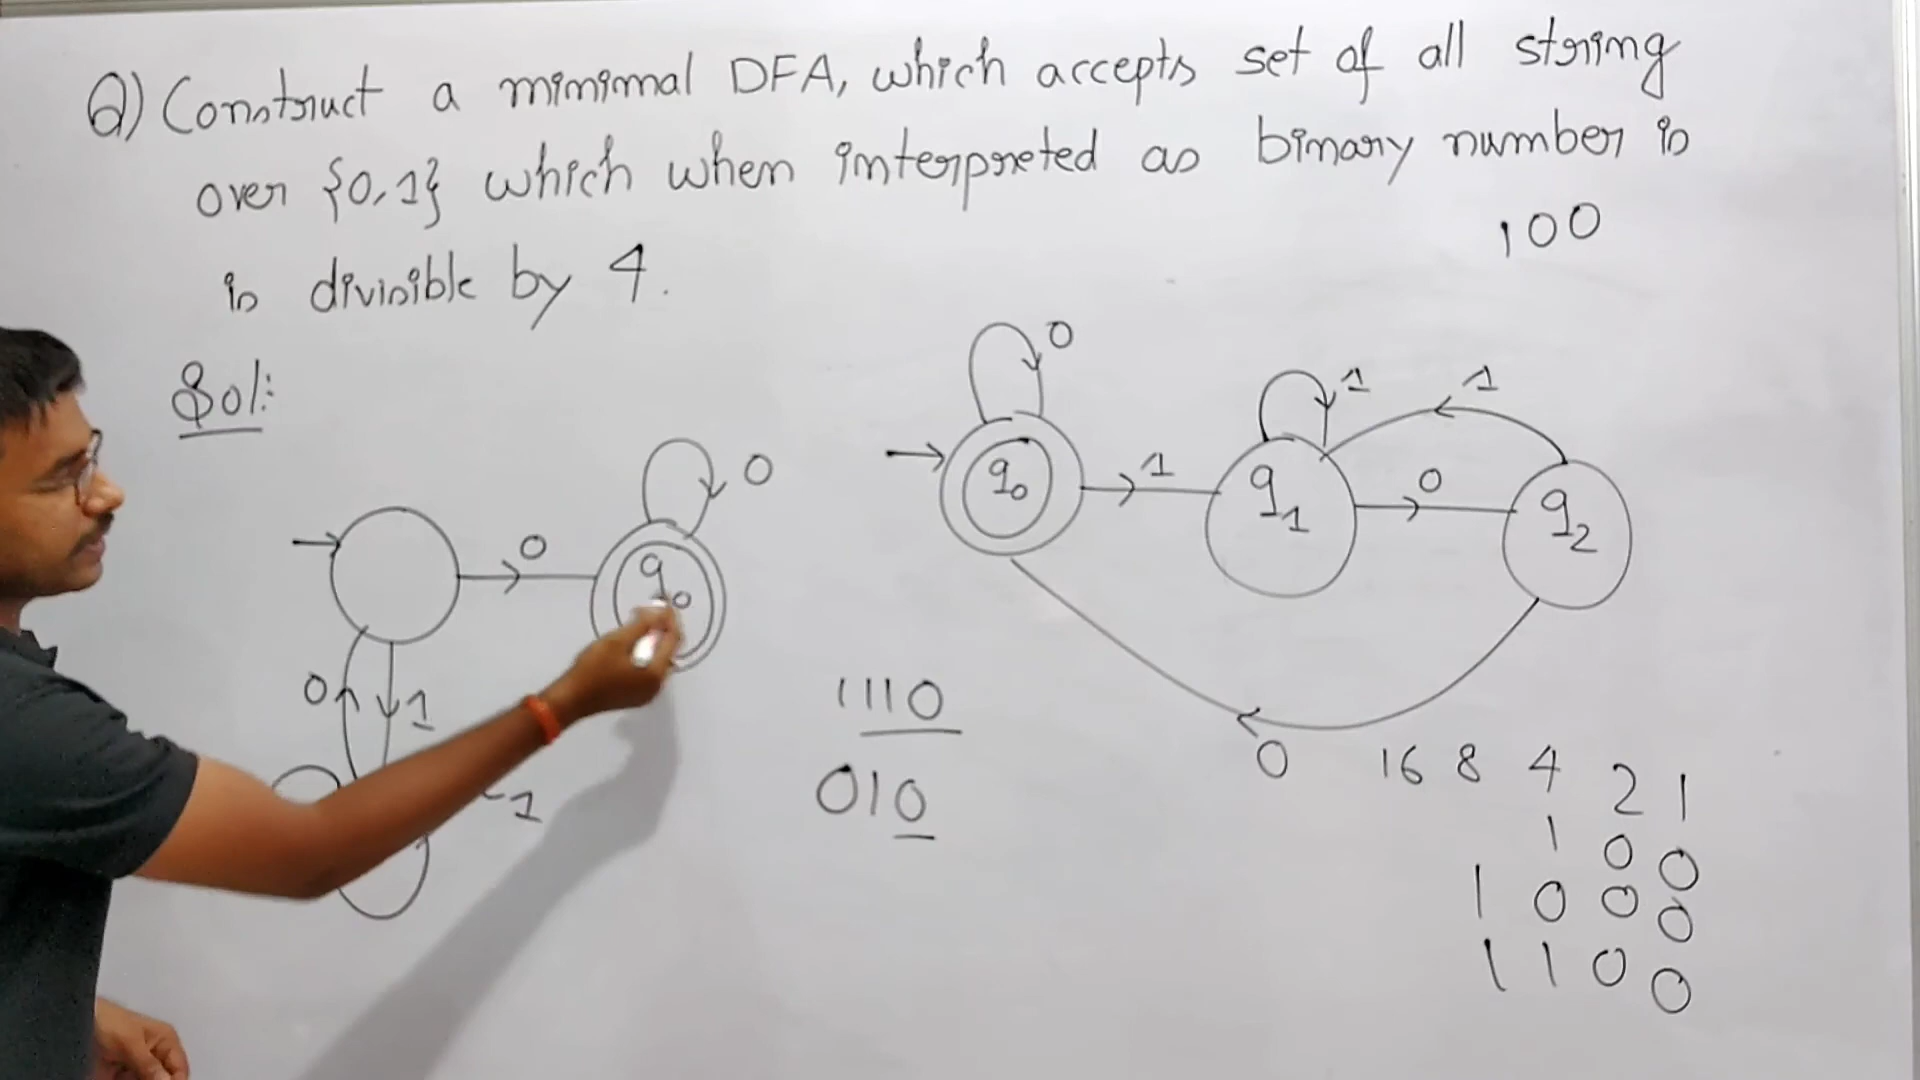 Q) Construct a minimal DFA, which accepts set of all string
over {0,1} which when interpreted as binary number is
is divisible by 4.
100
Sol:
0
q0
0
1
0
1
0
q0
1
1
q1
0
1
q2
0
1110
010
16 8 4 2 1
1 0 0
1 0 0 0
1 1 0 0